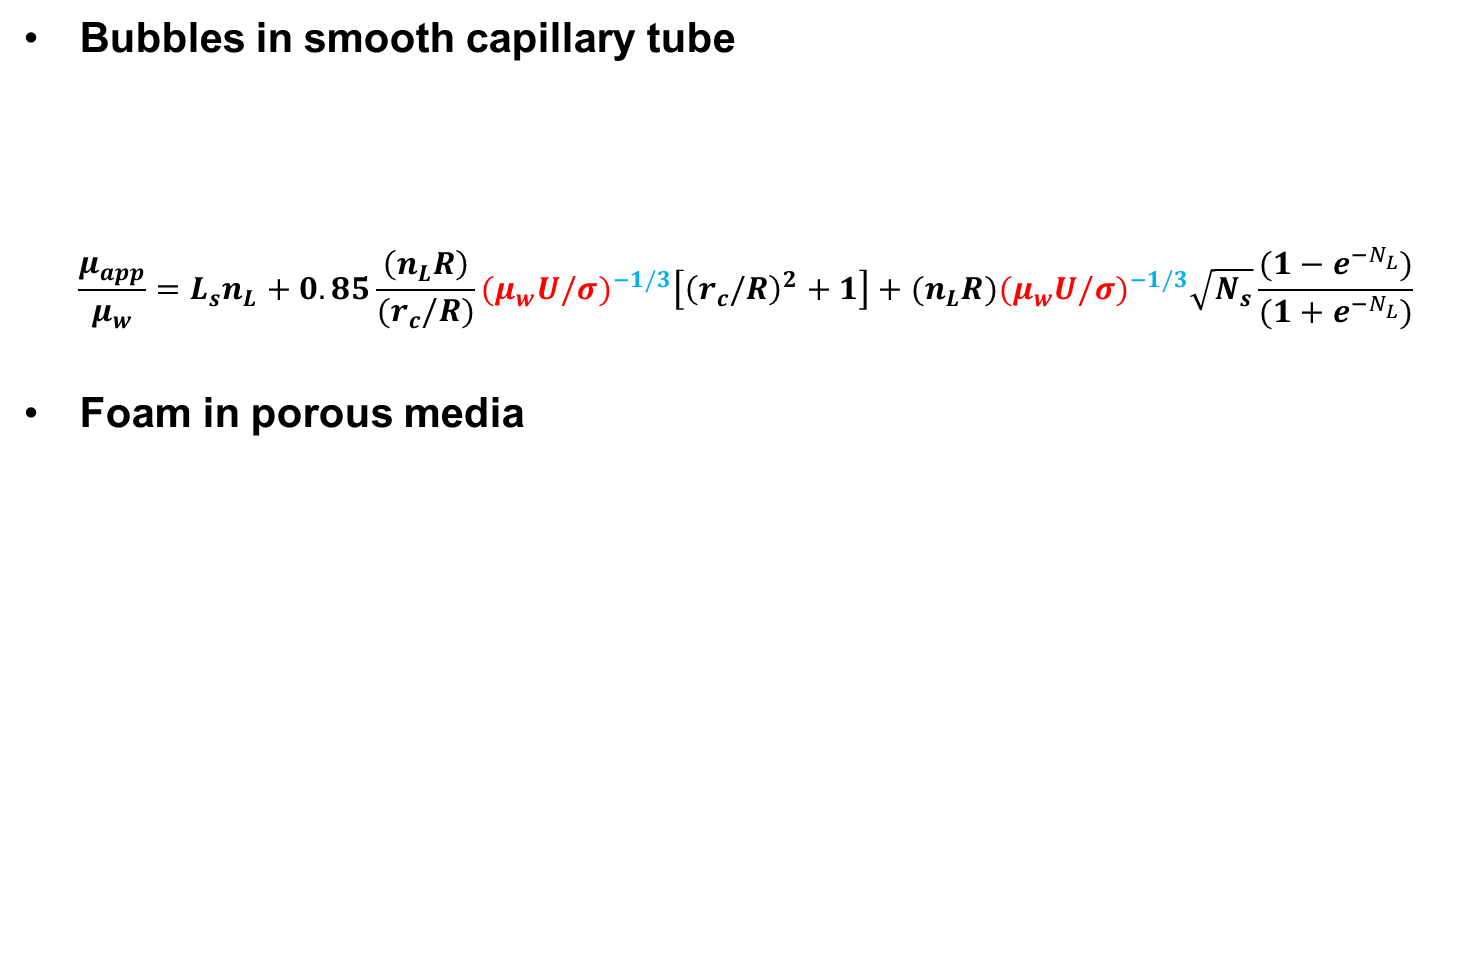 • Bubbles in smooth capillary tube
μ_app/μ_w = L_s n_L + 0.85 (n_L R)/(r_c/R) (μ_w U/σ)^(−1/3) [(r_c/R)^2 + 1] + (n_L R)(μ_w U/σ)^(−1/3) √N_s (1 − e^(−N_L))/(1 + e^(−N_L))
• Foam in porous media